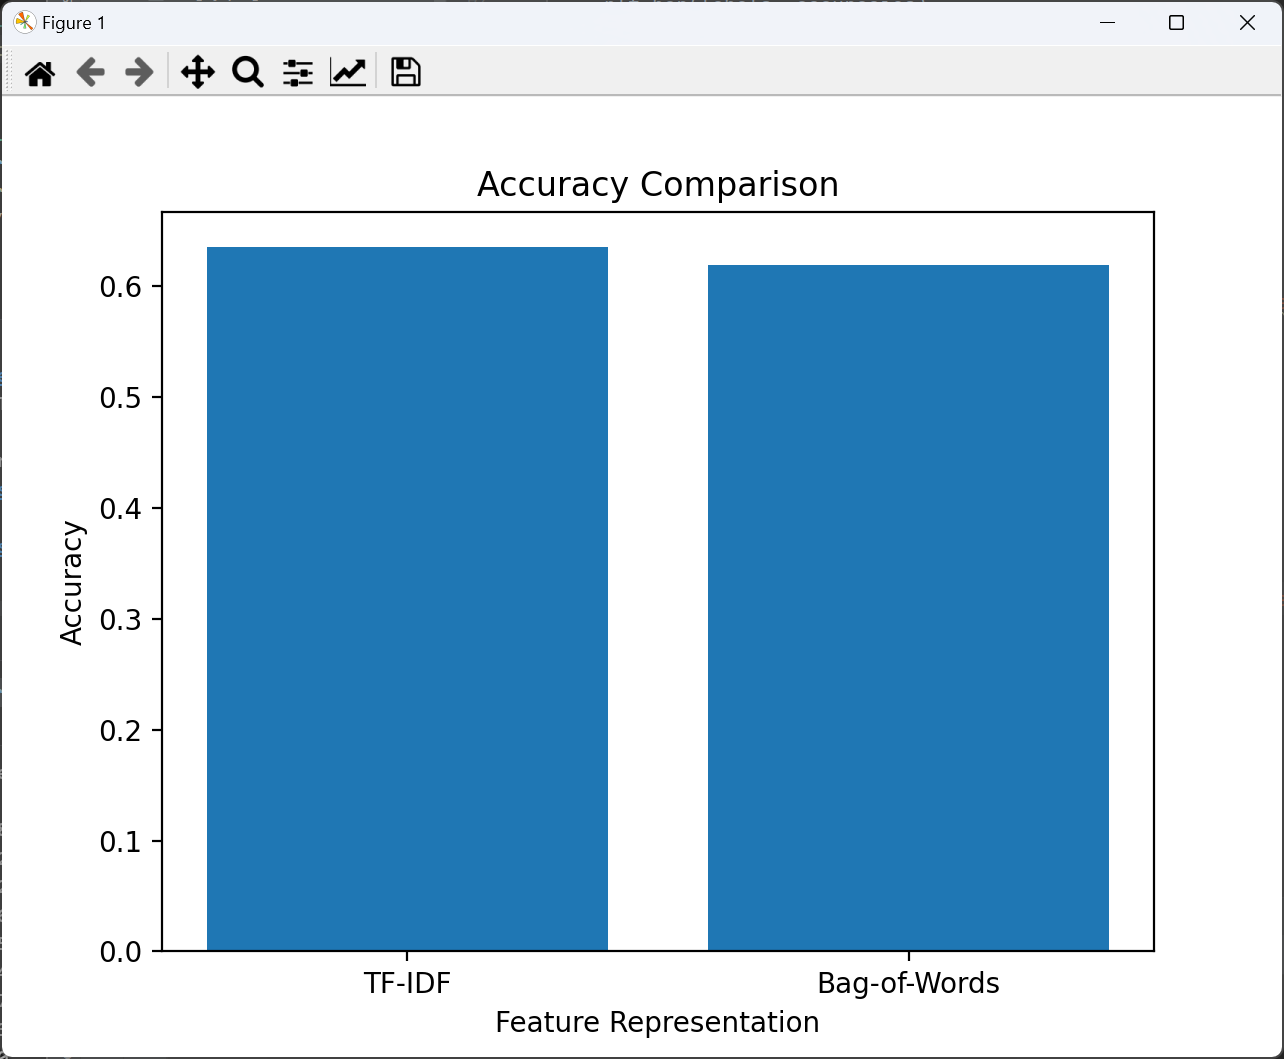 Figure 1
Accuracy Comparison
0.6
0.5
0.4
0.3
0.2
0.1
0.0
Accuracy
TF-IDF
Bag-of-Words
Feature Representation